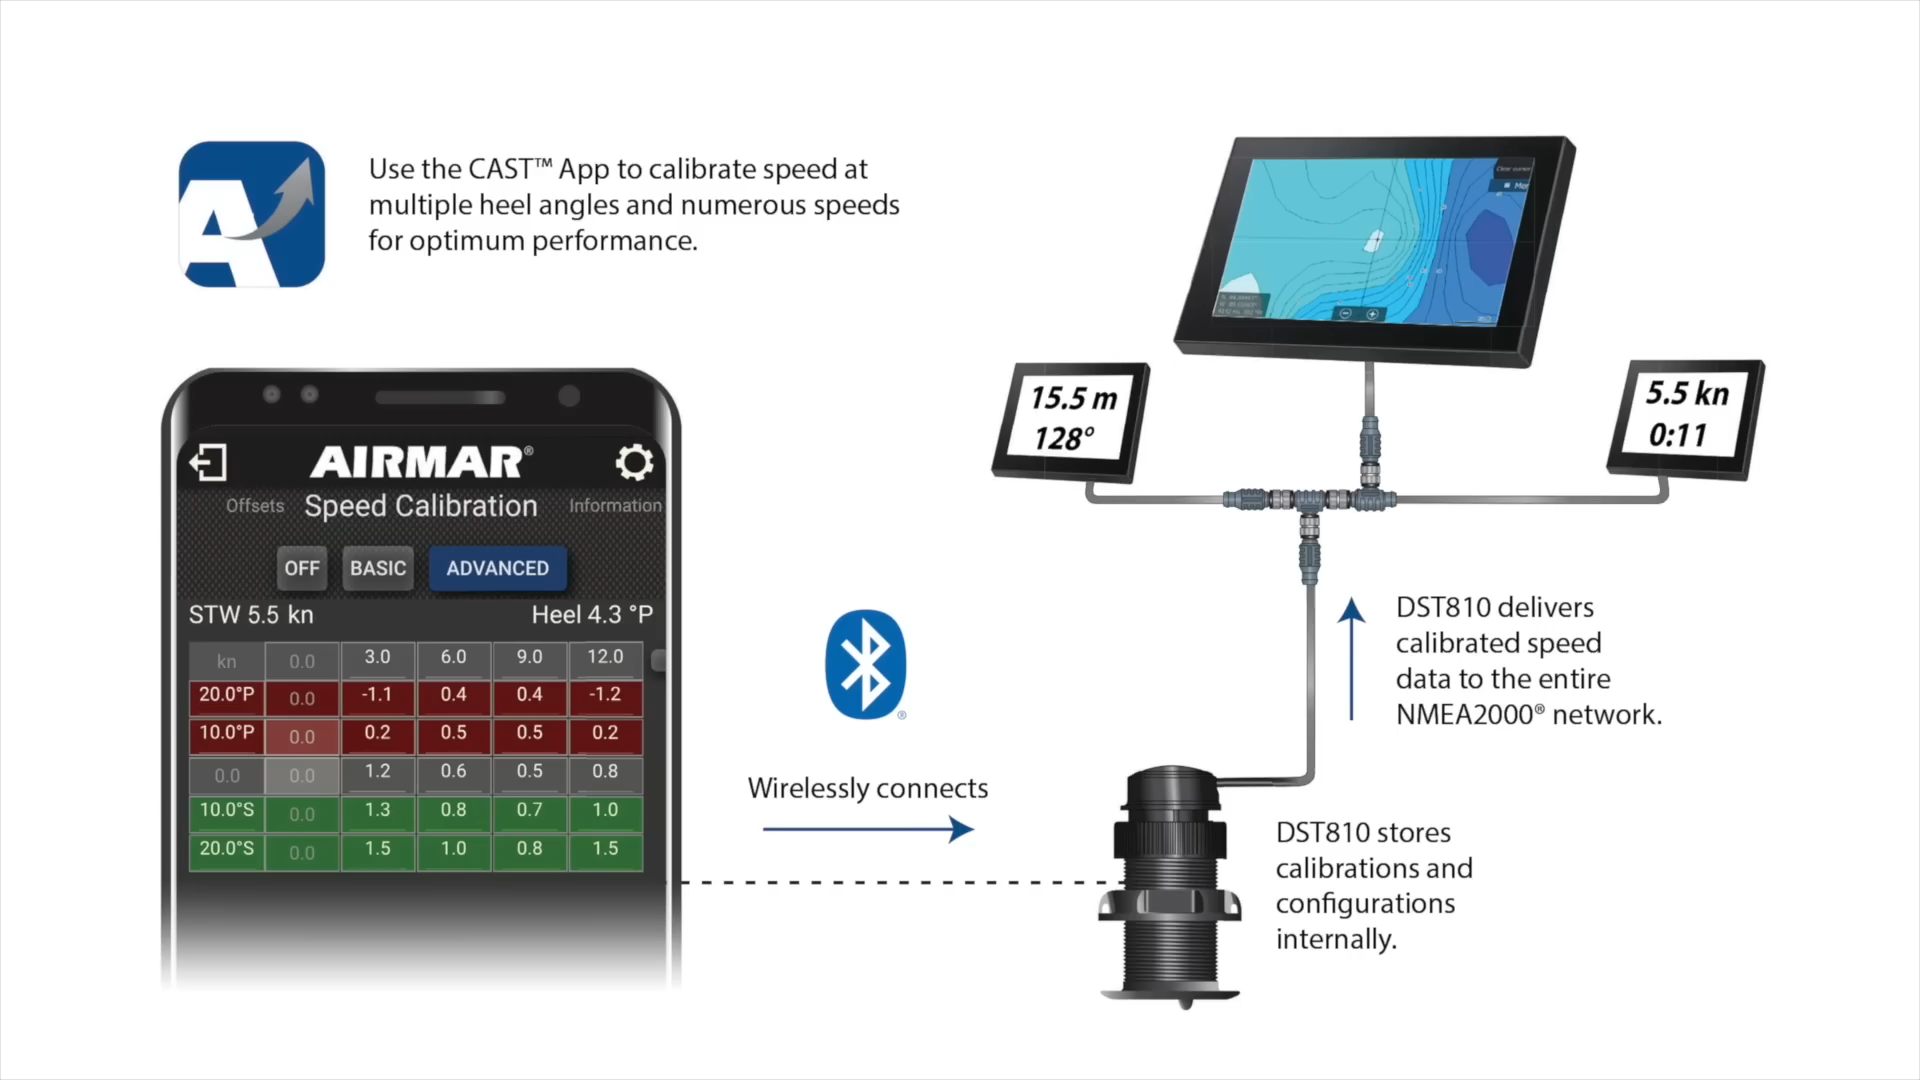 Use the CAST™ App to calibrate speed at
multiple heel angles and numerous speeds
for optimum performance.
AIRMAR®
Offsets Speed Calibration Information
OFF BASIC ADVANCED
STW 5.5 kn Heel 4.3 °P
kn 0.0 3.0 6.0 9.0 12.0
20.0°P 0.0 -1.1 0.4 0.4 -1.2
10.0°P 0.0 0.2 0.5 0.5 0.2
0.0 0.0 1.2 0.6 0.5 0.8
10.0°S 0.0 1.3 0.8 0.7 1.0
20.0°S 0.0 1.5 1.0 0.8 1.5
Wirelessly connects
Clear cursor
15.5 m
128°
5.5 kn
0:11
DST810 delivers
calibrated speed
data to the entire
NMEA2000® network.
DST810 stores
calibrations and
configurations
internally.